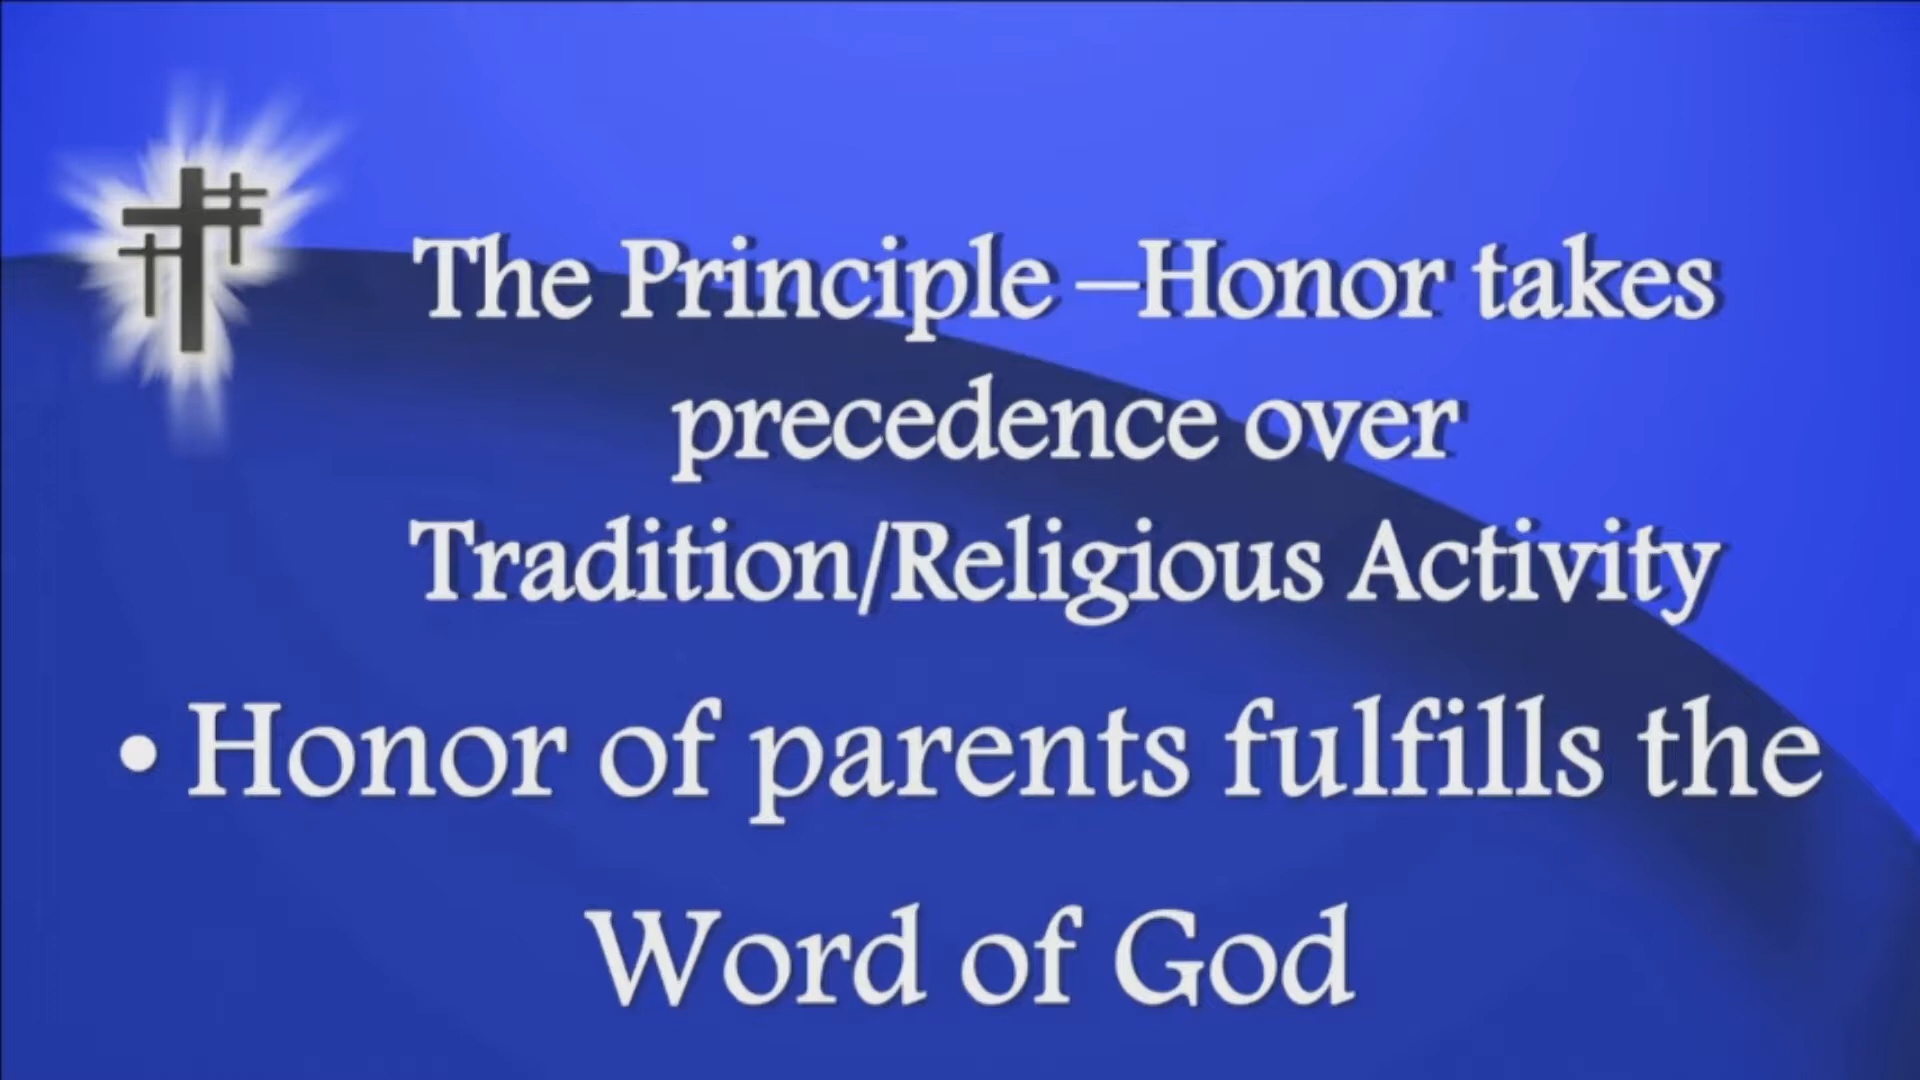 The Principle –Honor takes
precedence over
Tradition/Religious Activity
• Honor of parents fulfills the
Word of God